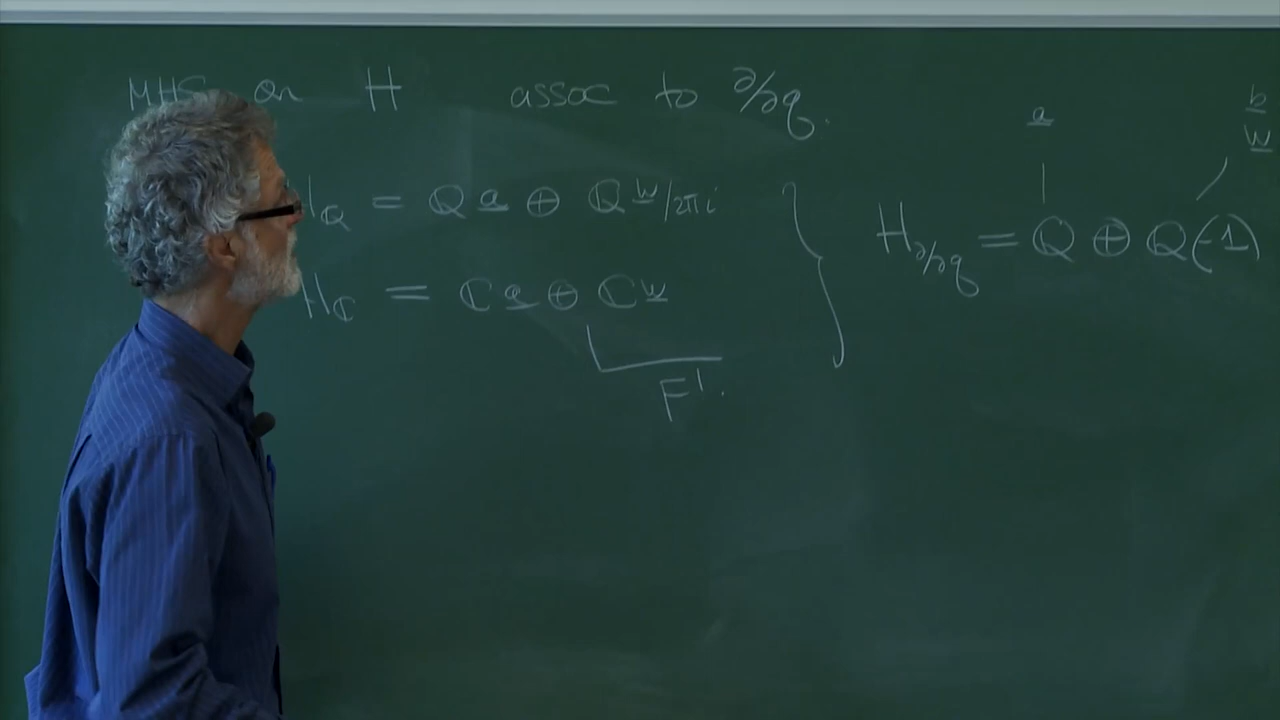 MHS on H assoc to ∂/∂q.
H_Q = Q a ⊕ Q w/2πi
H_C = C a ⊕ C w
F¹.
a
b
w
H_∂/∂q = Q ⊕ Q(-1)